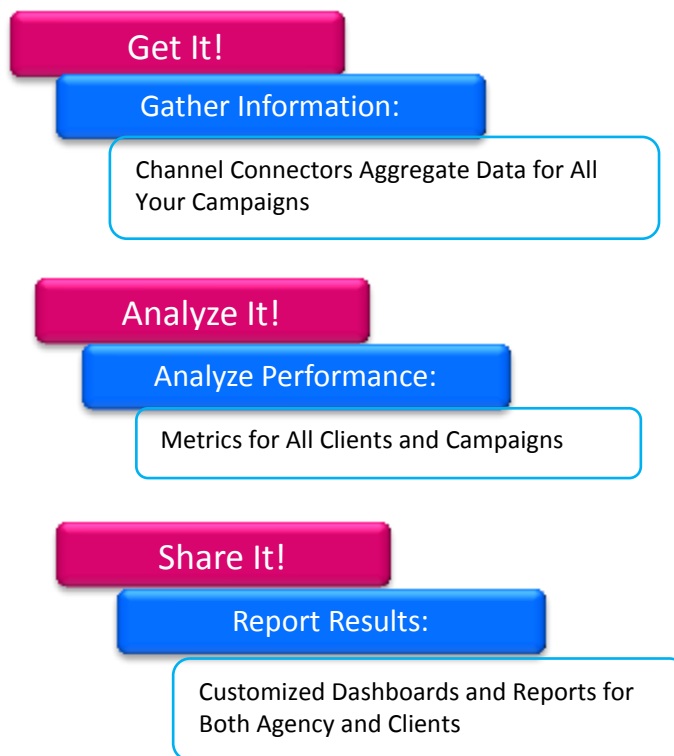 Get It!
Gather Information:
Channel Connectors Aggregate Data for All
Your Campaigns
Analyze It!
Analyze Performance:
Metrics for All Clients and Campaigns
Share It!
Report Results:
Customized Dashboards and Reports for
Both Agency and Clients